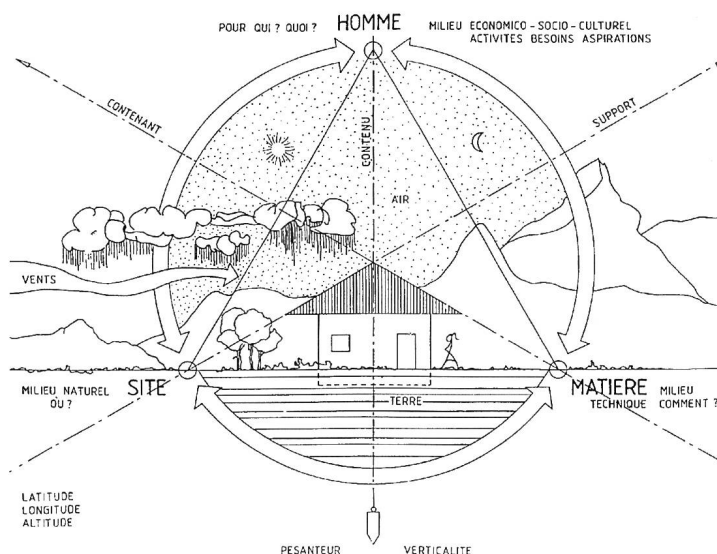 POUR QUI ? QUOI ?
HOMME
MILIEU ECONOMICO-SOCIO-CULTUREL
ACTIVITES BESOINS ASPIRATIONS
CONTENANT
CONTENU
SUPPORT
AIR
VENTS
MILIEU NATUREL
OU ?
SITE
TERRE
MATIERE
MILIEU
TECHNIQUE COMMENT ?
LATITUDE
LONGITUDE
ALTITUDE
PESANTEUR
VERTICALITE